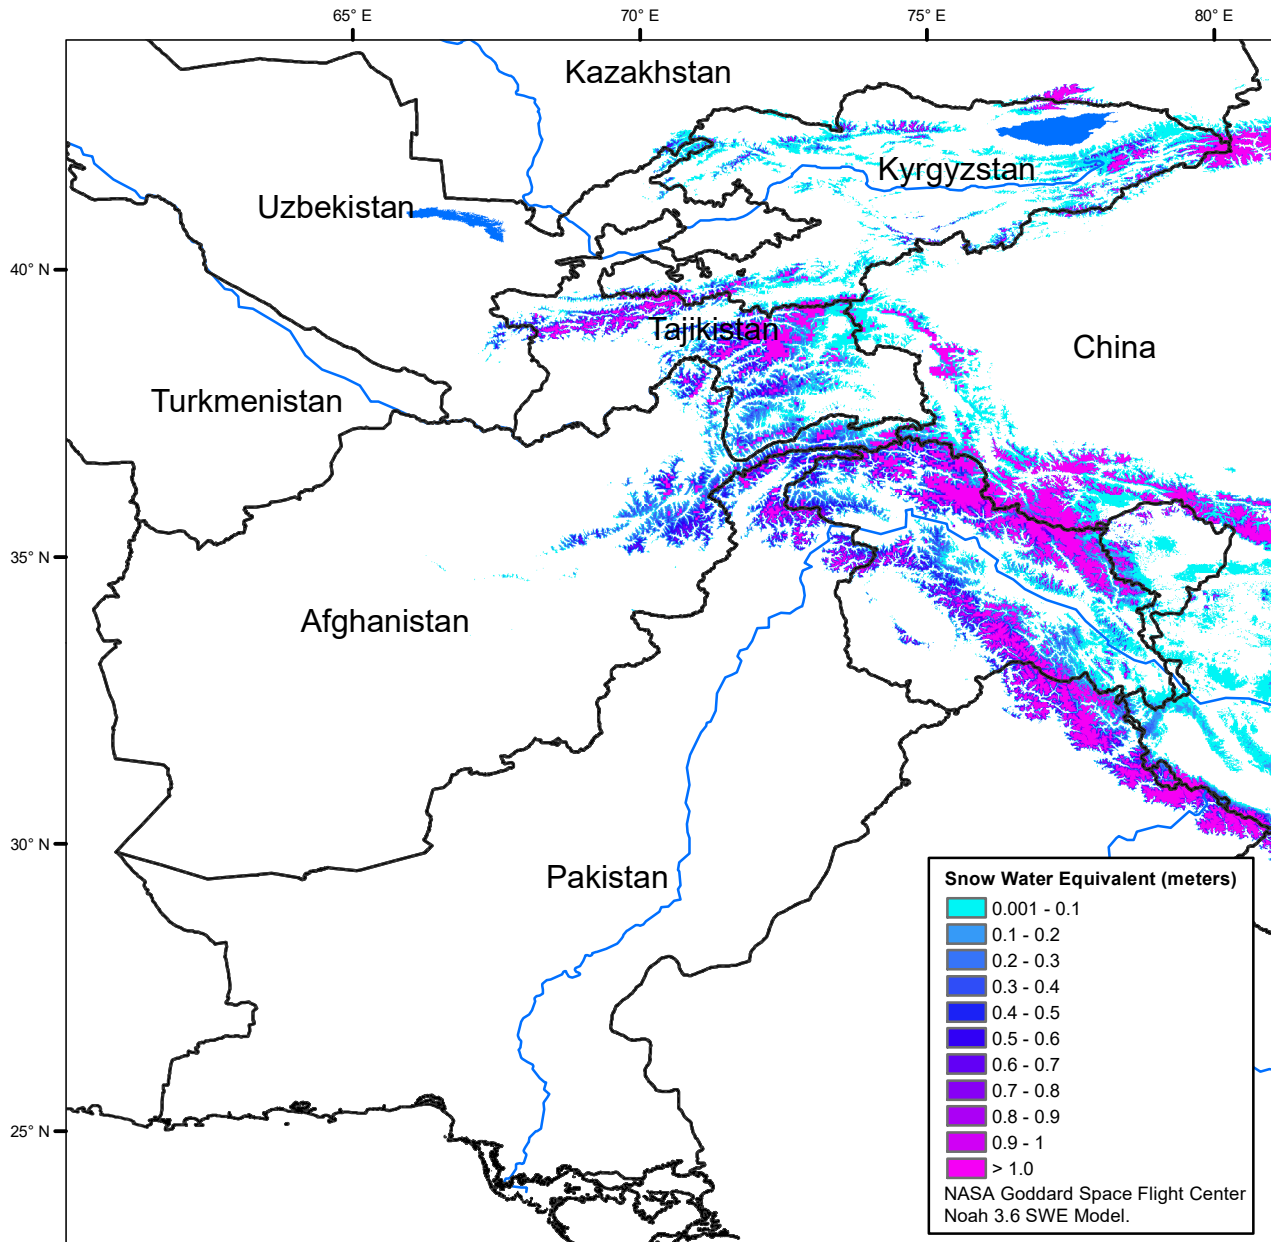 65° E
70° E
75° E
80° E
Kazakhstan
Kyrgyzstan
Uzbekistan
40° N
Tajikistan
China
Turkmenistan
35° N
Afghanistan
30° N
Pakistan
25° N
Snow Water Equivalent (meters)
0.001 - 0.1
0.1 - 0.2
0.2 - 0.3
0.3 - 0.4
0.4 - 0.5
0.5 - 0.6
0.6 - 0.7
0.7 - 0.8
0.8 - 0.9
0.9 - 1
> 1.0
NASA Goddard Space Flight Center
Noah 3.6 SWE Model.